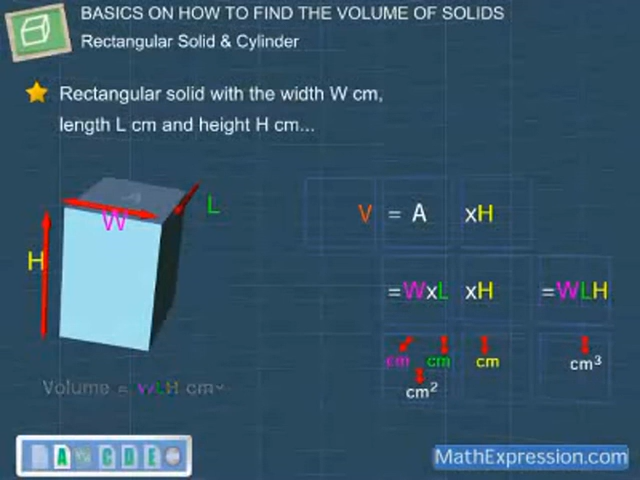 BASICS ON HOW TO FIND THE VOLUME OF SOLIDS
Rectangular Solid & Cylinder
Rectangular solid with the width W cm,
length L cm and height H cm...
L
W
H
V = A xH
=WxL xH =WLH
cm cm cm cm³
cm²
Volume = WLH cm
A C D E
MathExpression.com